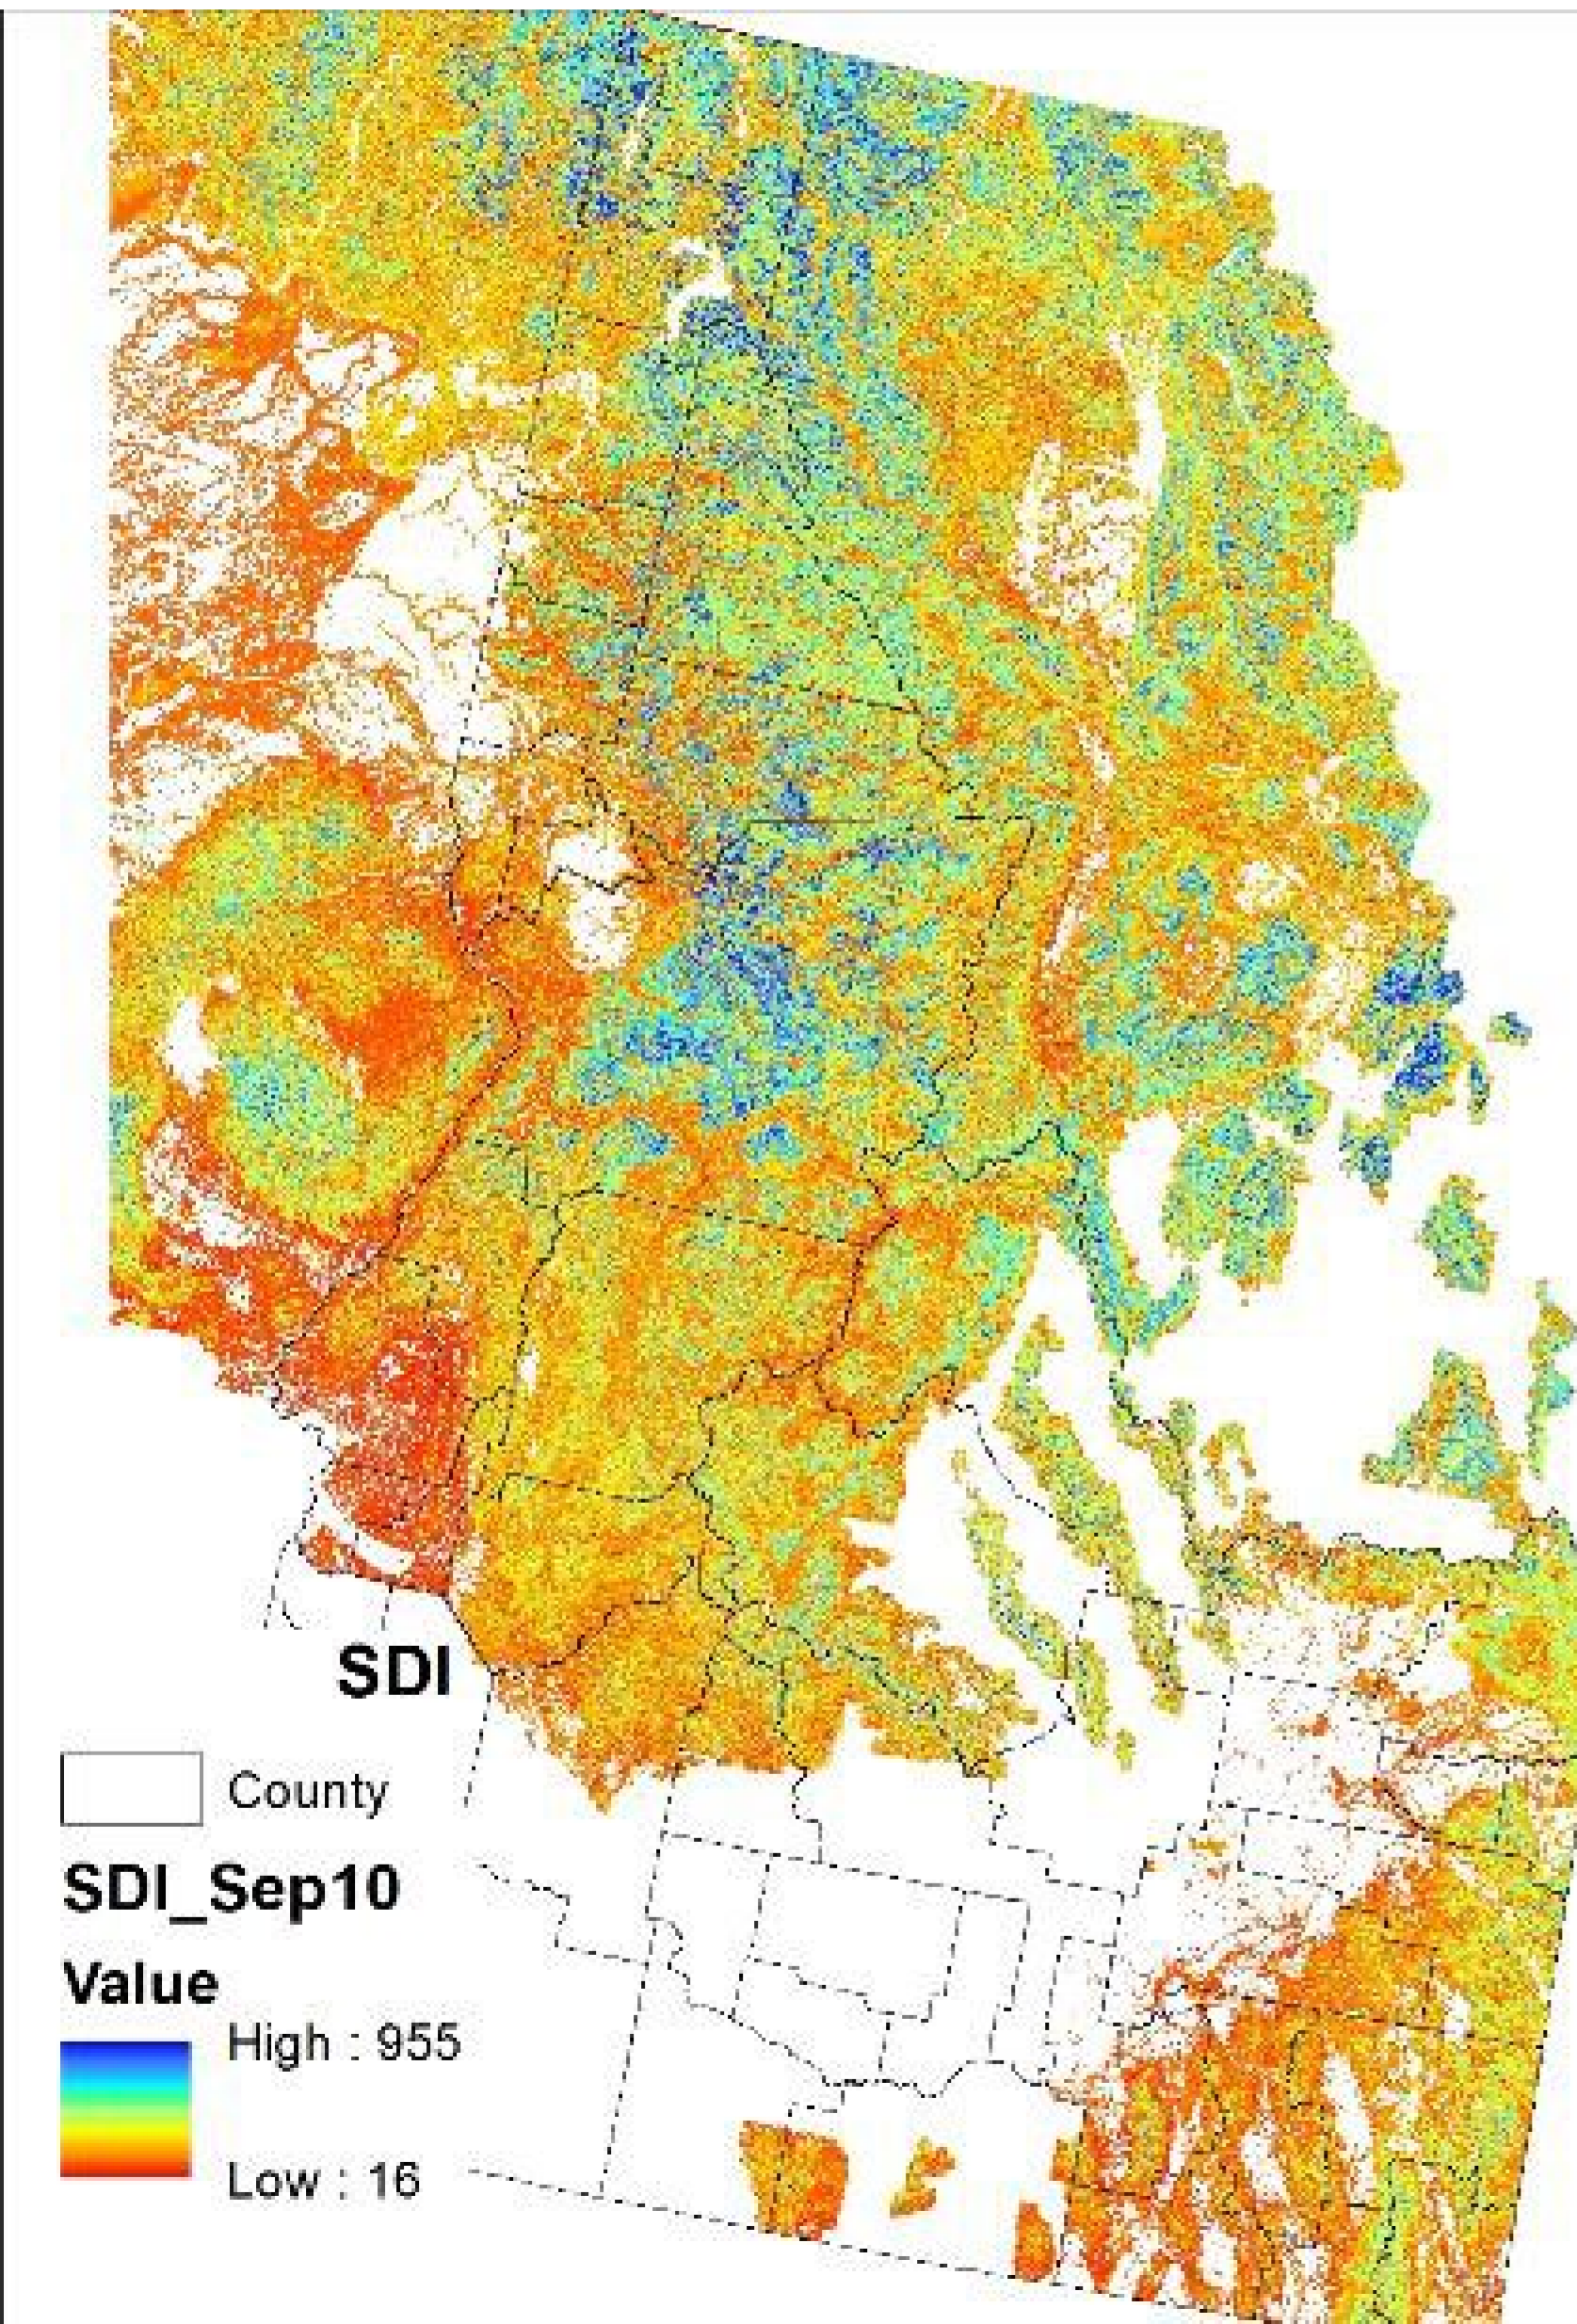 SDI
County
SDI_Sep10
Value
High : 955
Low : 16